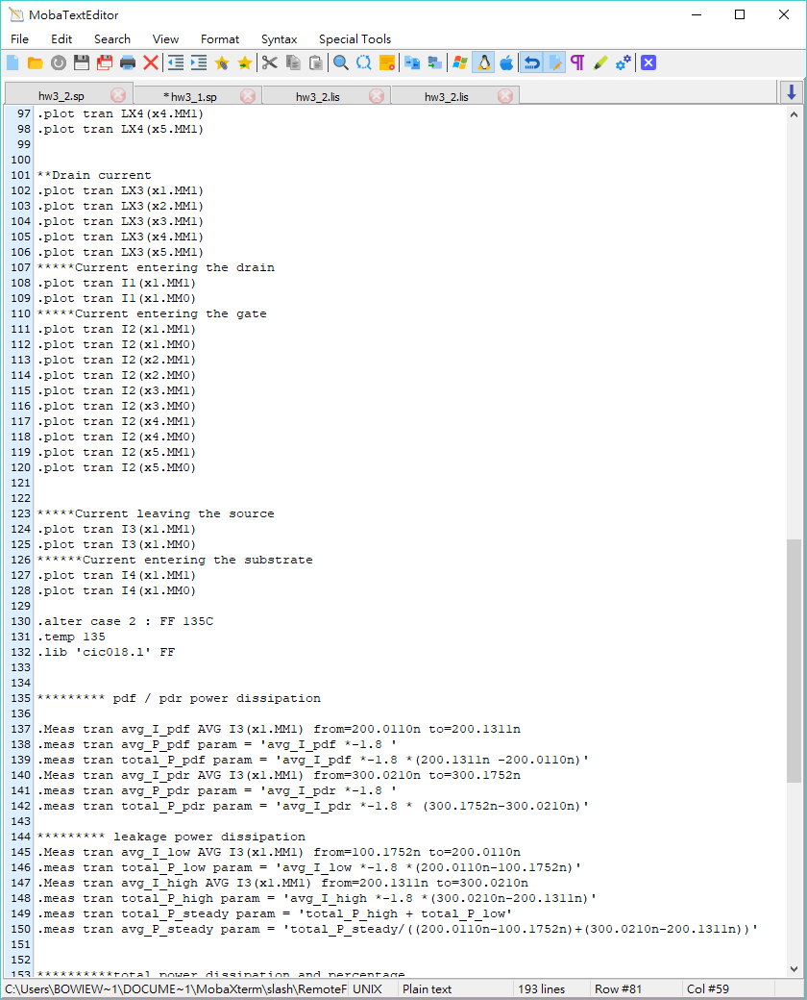 MobaTextEditor
File Edit Search View Format Syntax Special Tools
hw3_2.sp *hw3_1.sp hw3_2.lis hw3_2.lis
97 .plot tran LX4(x4.MM1)
98 .plot tran LX4(x5.MM1)
99
100
101 **Drain current
102 .plot tran LX3(x1.MM1)
103 .plot tran LX3(x2.MM1)
104 .plot tran LX3(x3.MM1)
105 .plot tran LX3(x4.MM1)
106 .plot tran LX3(x5.MM1)
107 *****Current entering the drain
108 .plot tran I1(x1.MM1)
109 .plot tran I1(x1.MM0)
110 *****Current entering the gate
111 .plot tran I2(x1.MM1)
112 .plot tran I2(x1.MM0)
113 .plot tran I2(x2.MM1)
114 .plot tran I2(x2.MM0)
115 .plot tran I2(x3.MM1)
116 .plot tran I2(x3.MM0)
117 .plot tran I2(x4.MM1)
118 .plot tran I2(x4.MM0)
119 .plot tran I2(x5.MM1)
120 .plot tran I2(x5.MM0)
121
122
123 *****Current leaving the source
124 .plot tran I3(x1.MM1)
125 .plot tran I3(x1.MM0)
126 ******Current entering the substrate
127 .plot tran I4(x1.MM1)
128 .plot tran I4(x1.MM0)
129
130 .alter case 2 : FF 135C
131 .temp 135
132 .lib 'cic018.l' FF
133
134
135 ********* pdf / pdr power dissipation
136
137 .Meas tran avg_I_pdf AVG I3(x1.MM1) from=200.0110n to=200.1311n
138 .meas tran avg_P_pdf param = 'avg_I_pdf *-1.8 '
139 .meas tran total_P_pdf param = 'avg_I_pdf *-1.8 *(200.1311n -200.0110n)'
140 .Meas tran avg_I_pdr AVG I3(x1.MM1) from=300.0210n to=300.1752n
141 .meas tran avg_P_pdr param = 'avg_I_pdr *-1.8 '
142 .meas tran total_P_pdr param = 'avg_I_pdr *-1.8 * (300.1752n-300.0210n)'
143
144 ********* leakage power dissipation
145 .Meas tran avg_I_low AVG I3(x1.MM1) from=100.1752n to=200.0110n
146 .meas tran total_P_low param = 'avg_I_low *-1.8 *(200.0110n-100.1752n)'
147 .Meas tran avg_I_high AVG I3(x1.MM1) from=200.1311n to=300.0210n
148 .meas tran total_P_high param = 'avg_I_high *-1.8 *(300.0210n-200.1311n)'
149 .meas tran total_P_steady param = 'total_P_high + total_P_low'
150 .meas tran avg_P_steady param = 'total_P_steady/((200.0110n-100.1752n)+(300.0210n-200.1311n))'
151
152
153 **********total power dissipation and percentage
C:\Users\BOWIEW~1\DOCUME~1\MobaXterm\slash\RemoteF UNIX Plain text 193 lines Row #81 Col #59